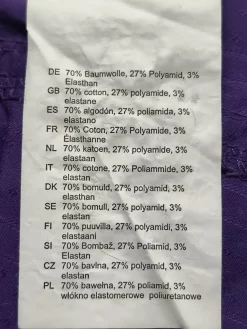 DE 70% Baumwolle, 27% Polyamid, 3%
Elasthan
GB 70% cotton, 27% polyamide, 3%
elastane
ES 70% algodón, 27% poliamida, 3%
elastano
FR 70% Coton, 27% Polyamide, 3%
Élasthanne
NL 70% katoen, 27% polyamide, 3%
elastaan
IT 70% cotone, 27% Poliammide, 3%
elastan
DK 70% bomuld, 27% polyamid, 3%
elasthan
SE 70% bomull, 27% polyamid, 3%
elastan
FI 70% puuvilla, 27% polyamidi, 3%
elastaani
SI 70% Bombaž, 27% Poliamid, 3%
Elastan
CZ 70% bavlna, 27% polyamid, 3%
elastan
PL 70% bawełna, 27% poliamid, 3%
włókno elastomerowe poliuretanowe